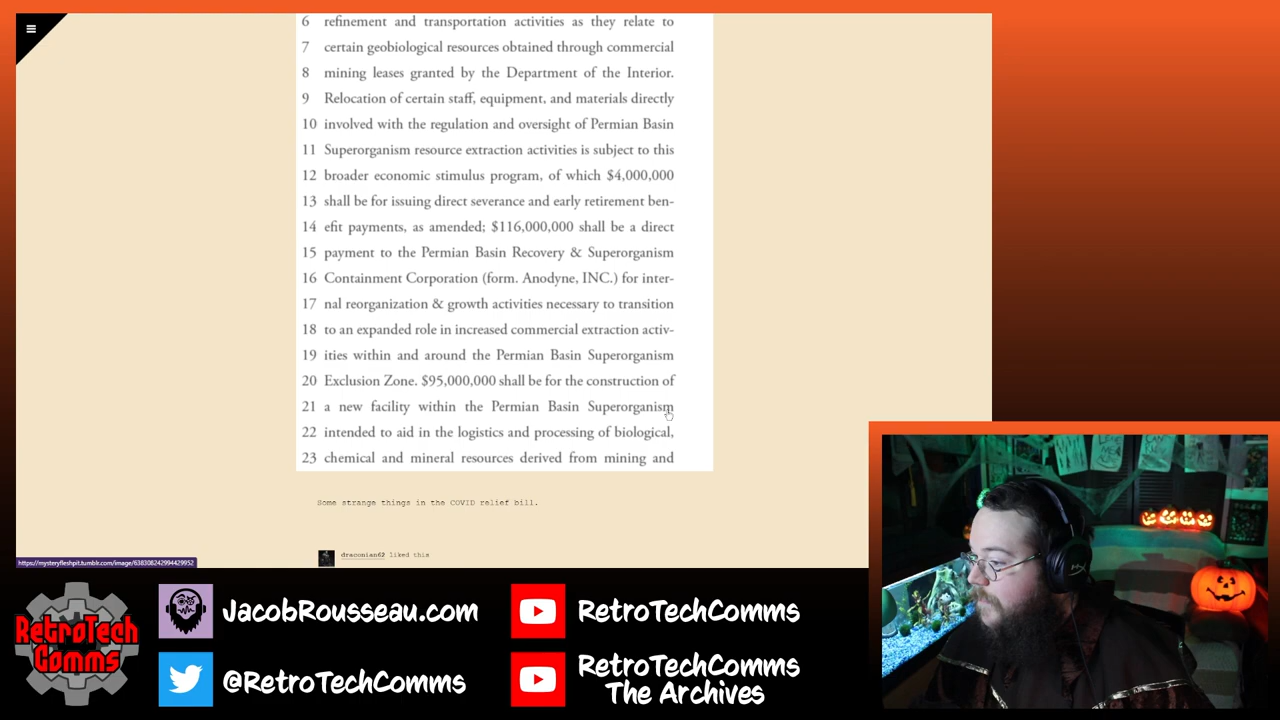 6 refinement and transportation activities as they relate to
7 certain geobiological resources obtained through commercial
8 mining leases granted by the Department of the Interior.
9 Relocation of certain staff, equipment, and materials directly
10 involved with the regulation and oversight of Permian Basin
11 Superorganism resource extraction activities is subject to this
12 broader economic stimulus program, of which $4,000,000
13 shall be for issuing direct severance and early retirement ben-
14 efit payments, as amended; $116,000,000 shall be a direct
15 payment to the Permian Basin Recovery & Superorganism
16 Containment Corporation (form. Anodyne, INC.) for inter-
17 nal reorganization & growth activities necessary to transition
18 to an expanded role in increased commercial extraction activ-
19 ities within and around the Permian Basin Superorganism
20 Exclusion Zone. $95,000,000 shall be for the construction of
21 a new facility within the Permian Basin Superorganism
22 intended to aid in the logistics and processing of biological,
23 chemical and mineral resources derived from mining and
Some strange things in the COVID relief bill.
draconian62 liked this
https://mysteryfleshpit.tumblr.com/image/638308242994429952
RetroTech
Comms
JacobRousseau.com
@RetroTechComms
RetroTechComms
RetroTechComms
The Archives